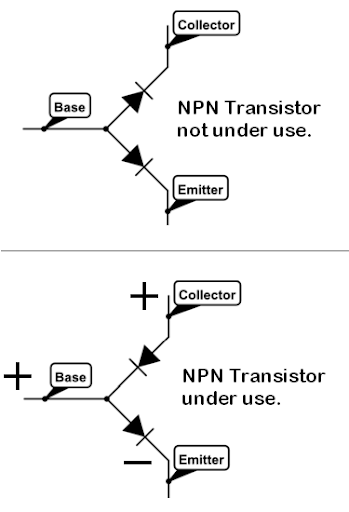 Collector
Base
NPN Transistor
not under use.
Emitter
+
Collector
+
Base
NPN Transistor
under use.
−
Emitter